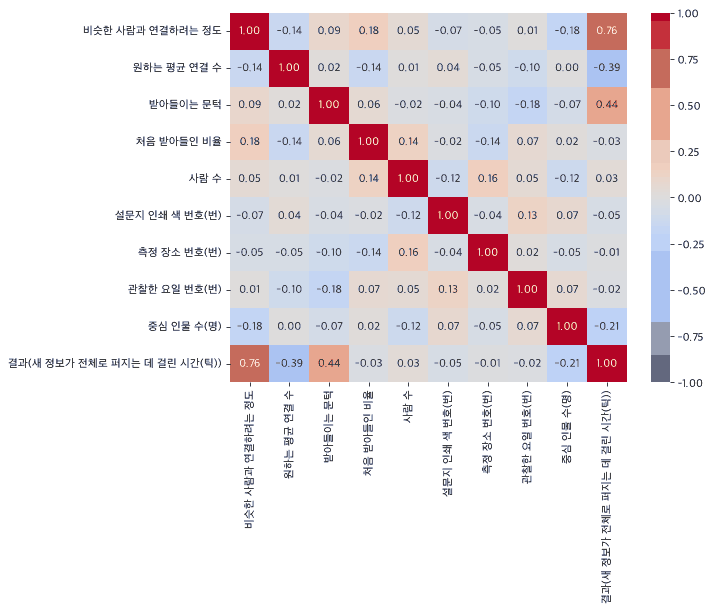 비슷한 사람과 연결하려는 정도 1.00 -0.14 0.09 0.18 0.05 -0.07 -0.05 0.01 -0.18 0.76
원하는 평균 연결 수 -0.14 1.00 0.02 -0.14 0.01 0.04 -0.05 -0.10 0.00 -0.39
받아들이는 문턱 0.09 0.02 1.00 0.06 -0.02 -0.04 -0.10 -0.18 -0.07 0.44
처음 받아들인 비율 0.18 -0.14 0.06 1.00 0.14 -0.02 -0.14 0.07 0.02 -0.03
사람 수 0.05 0.01 -0.02 0.14 1.00 -0.12 0.16 0.05 -0.12 0.03
설문지 인쇄 색 번호(번) -0.07 0.04 -0.04 -0.02 -0.12 1.00 -0.04 0.13 0.07 -0.05
측정 장소 번호(번) -0.05 -0.05 -0.10 -0.14 0.16 -0.04 1.00 0.02 -0.05 -0.01
관찰한 요일 번호(번) 0.01 -0.10 -0.18 0.07 0.05 0.13 0.02 1.00 0.07 -0.02
중심 인물 수(명) -0.18 0.00 -0.07 0.02 -0.12 0.07 -0.05 0.07 1.00 -0.21
결과(새 정보가 전체로 퍼지는 데 걸린 시간(틱)) 0.76 -0.39 0.44 -0.03 0.03 -0.05 -0.01 -0.02 -0.21 1.00
비슷한 사람과 연결하려는 정도
원하는 평균 연결 수
받아들이는 문턱
처음 받아들인 비율
사람 수
설문지 인쇄 색 번호(번)
측정 장소 번호(번)
관찰한 요일 번호(번)
중심 인물 수(명)
결과(새 정보가 전체로 퍼지는 데 걸린 시간(틱))
1.00
0.75
0.50
0.25
0.00
-0.25
-0.50
-0.75
-1.00